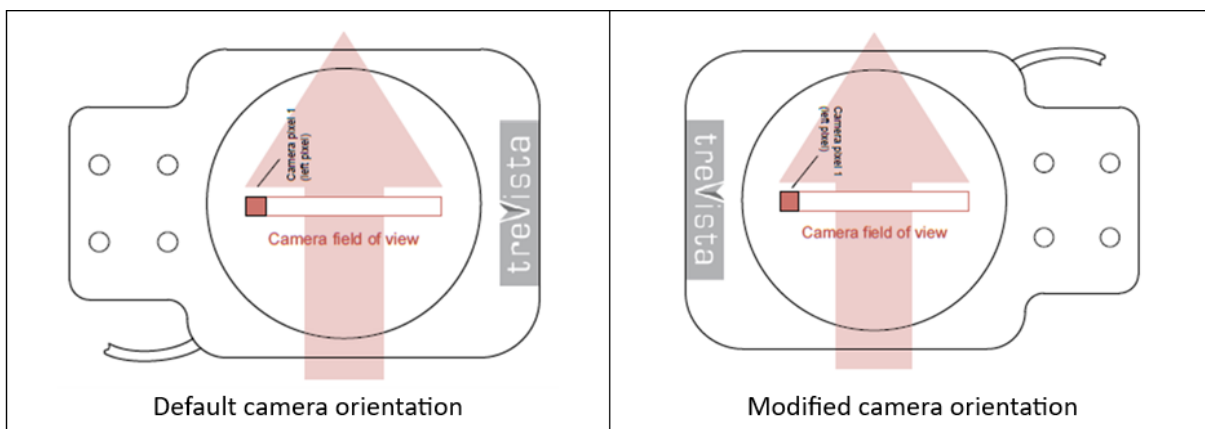 Camera pixel 1
(left pixel)
Camera field of view
treVista
Default camera orientation
Camera pixel 1
(left pixel)
Camera field of view
treVista
Modified camera orientation